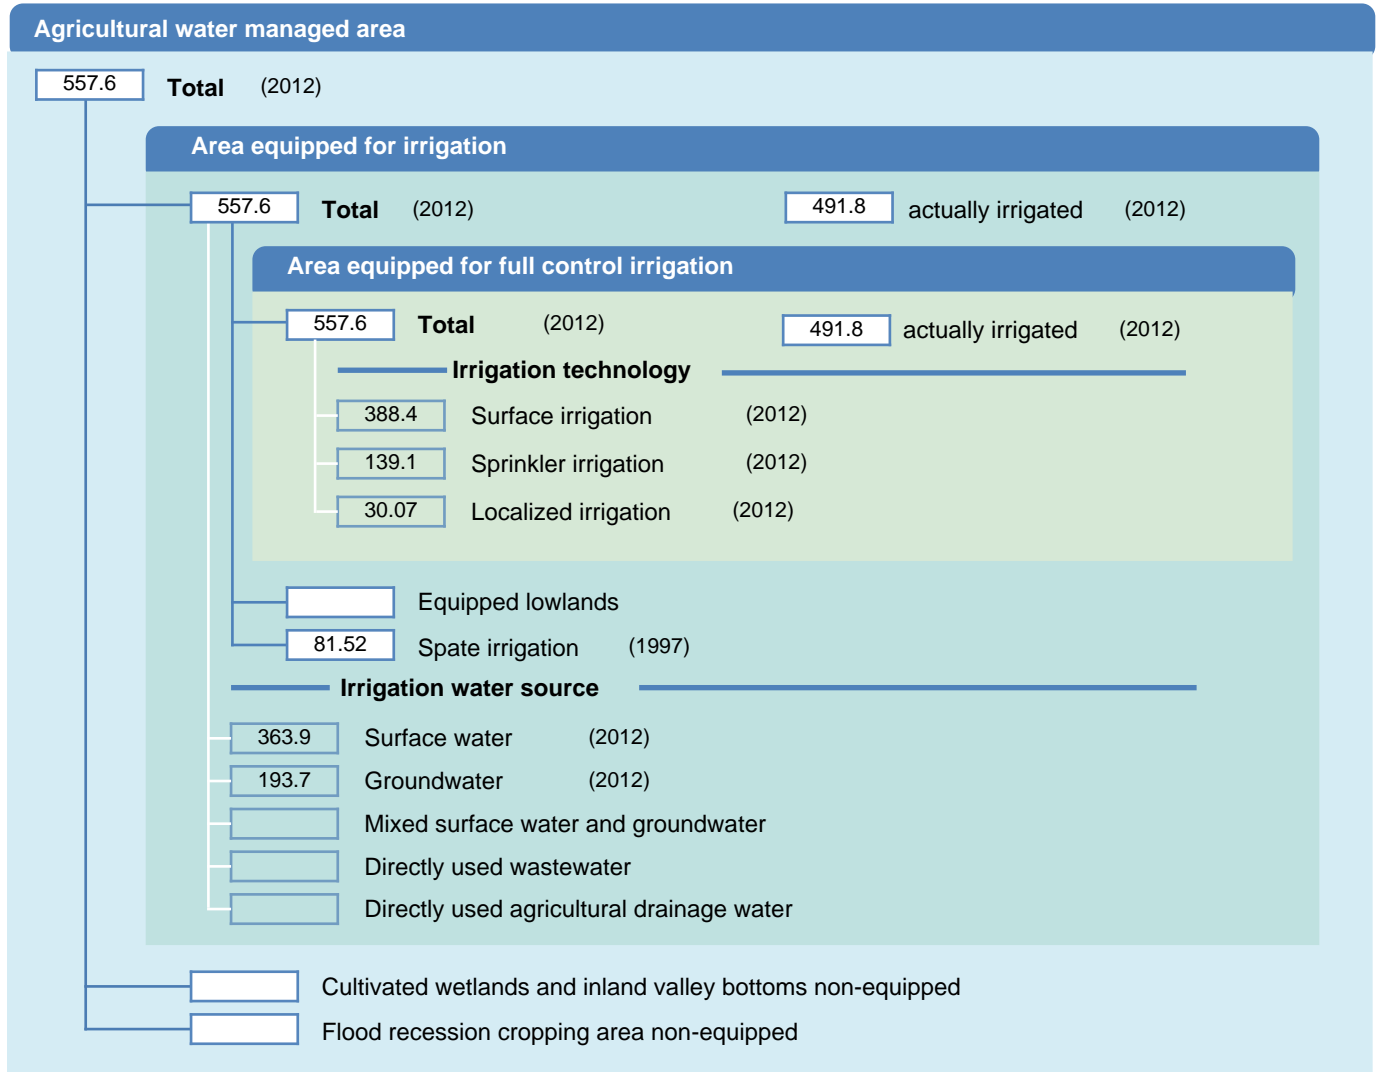 Agricultural water managed area
557.6 Total (2012)
Area equipped for irrigation
557.6 Total (2012) 491.8 actually irrigated (2012)
Area equipped for full control irrigation
557.6 Total (2012) 491.8 actually irrigated (2012)
Irrigation technology
388.4 Surface irrigation (2012)
139.1 Sprinkler irrigation (2012)
30.07 Localized irrigation (2012)
Equipped lowlands
81.52 Spate irrigation (1997)
Irrigation water source
363.9 Surface water (2012)
193.7 Groundwater (2012)
Mixed surface water and groundwater
Directly used wastewater
Directly used agricultural drainage water
Cultivated wetlands and inland valley bottoms non-equipped
Flood recession cropping area non-equipped